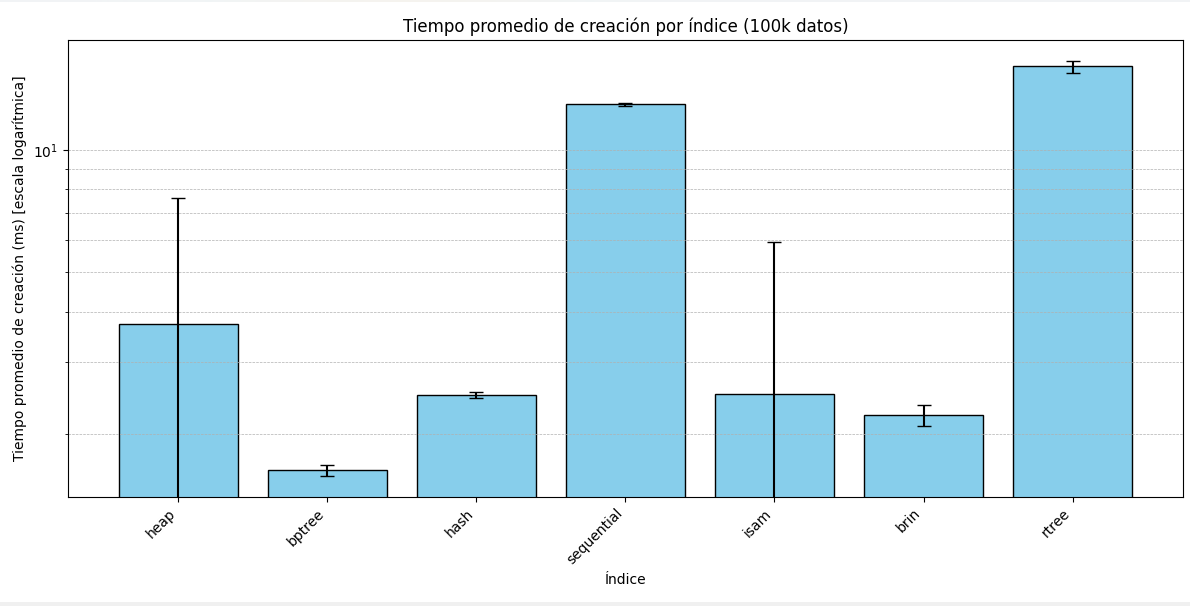 Tiempo promedio de creación por índice (100k datos)
Tiempo promedio de creación (ms) [escala logarítmica]
10¹
heap
bptree
hash
sequential
isam
brin
rtree
Índice